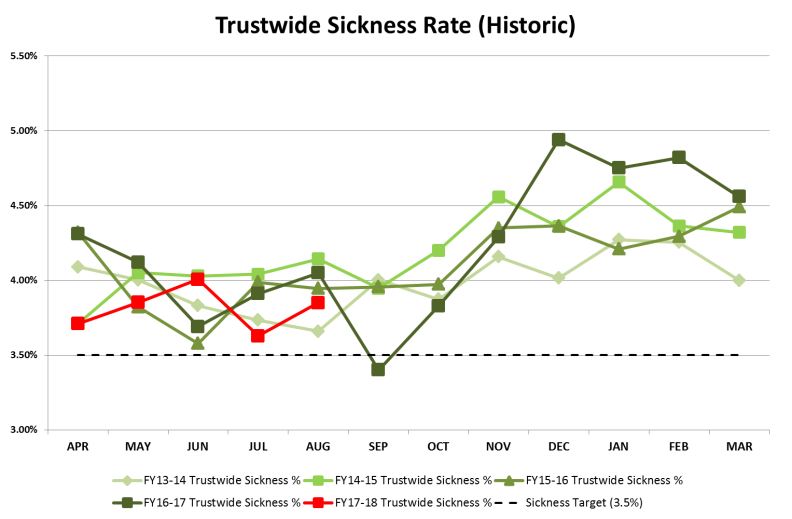 Trustwide Sickness Rate (Historic)
5.50%
5.00%
4.50%
4.00%
3.50%
3.00%
APR MAY JUN JUL AUG SEP OCT NOV DEC JAN FEB MAR
FY13-14 Trustwide Sickness % FY14-15 Trustwide Sickness % FY15-16 Trustwide Sickness %
FY16-17 Trustwide Sickness % FY17-18 Trustwide Sickness % Sickness Target (3.5%)